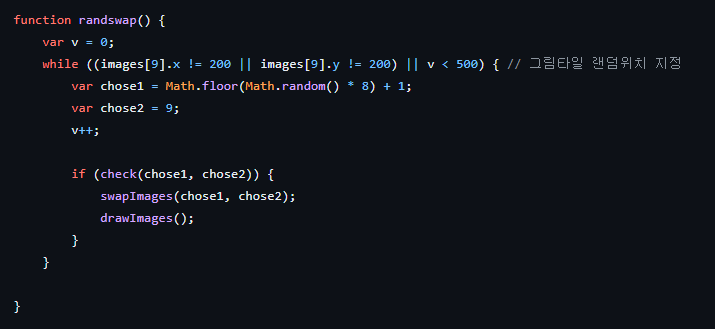 function randswap() {
    var v = 0;
    while ((images[9].x != 200 || images[9].y != 200) || v < 500) { // 그림타일 랜덤위치 지정
        var chose1 = Math.floor(Math.random() * 8) + 1;
        var chose2 = 9;
        v++;

        if (check(chose1, chose2)) {
            swapImages(chose1, chose2);
            drawImages();
        }
    }

}